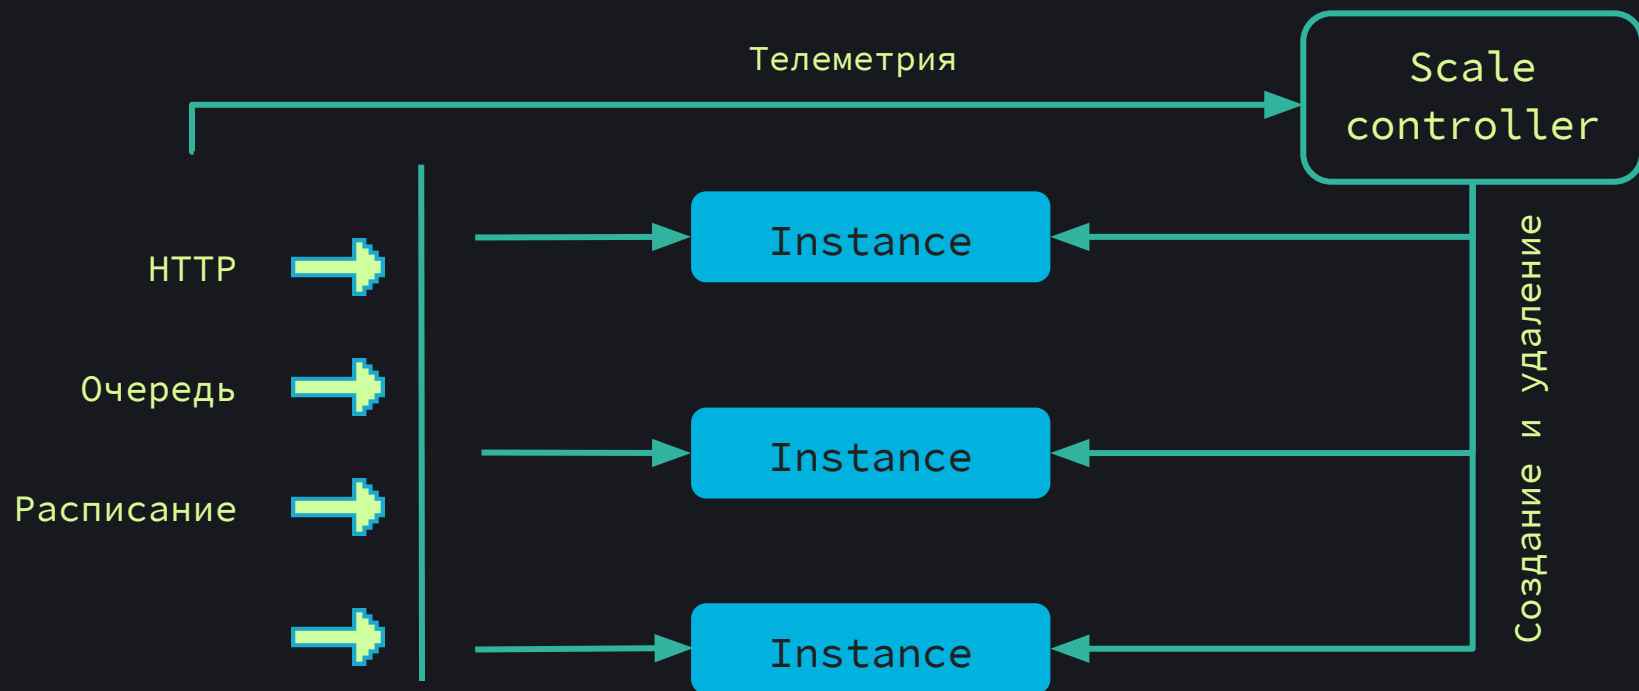 Телеметрия
Scale
controller
HTTP
Очередь
Расписание
Instance
Instance
Instance
Создание и удаление